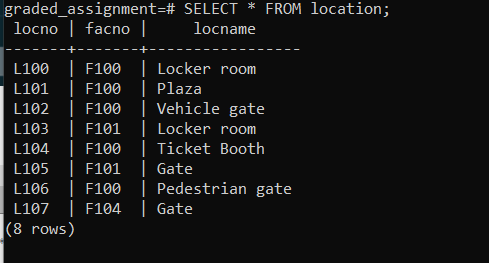 graded_assignment=# SELECT * FROM location;
 locno | facno |     locname
-------+-------+-----------------
 L100  | F100  | Locker room
 L101  | F100  | Plaza
 L102  | F100  | Vehicle gate
 L103  | F101  | Locker room
 L104  | F100  | Ticket Booth
 L105  | F101  | Gate
 L106  | F100  | Pedestrian gate
 L107  | F104  | Gate
(8 rows)